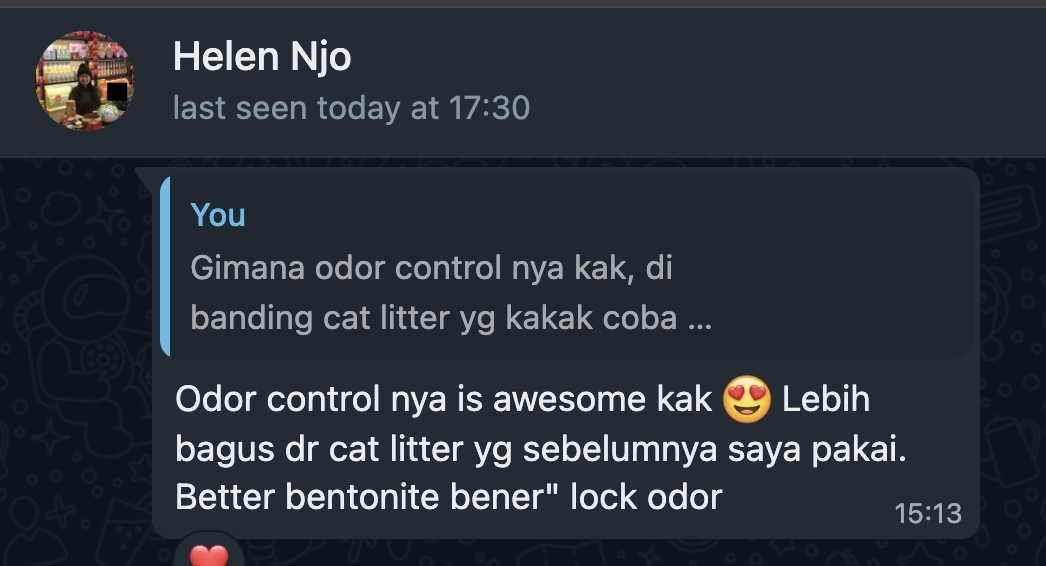 Helen Njo
last seen today at 17:30
You
Gimana odor control nya kak, di
banding cat litter yg kakak coba ...
Odor control nya is awesome kak 😍 Lebih
bagus dr cat litter yg sebelumnya saya pakai.
Better bentonite bener" lock odor
15:13